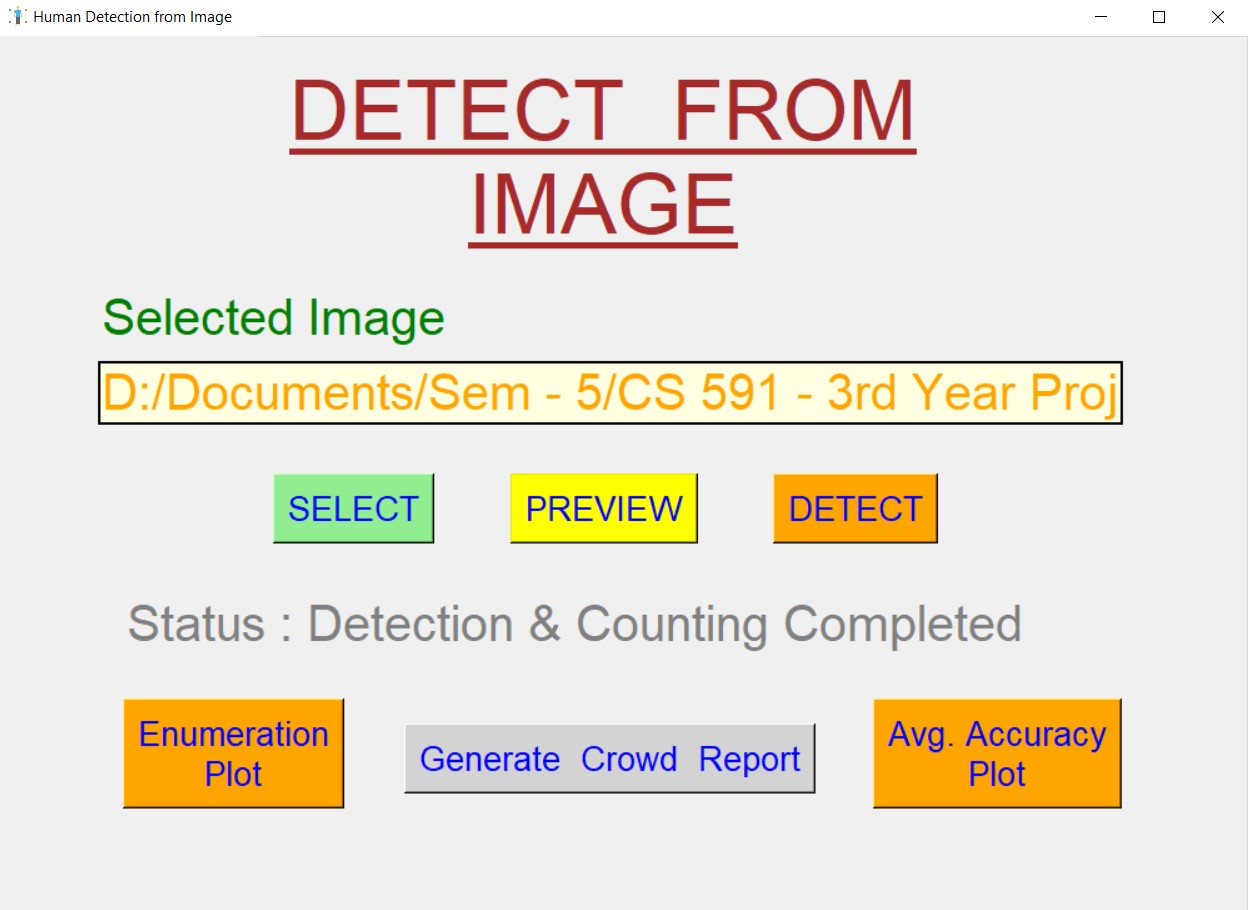 Human Detection from Image
DETECT FROM
IMAGE
Selected Image
D:/Documents/Sem - 5/CS 591 - 3rd Year Proj
SELECT PREVIEW DETECT
Status : Detection & Counting Completed
Enumeration
Plot
Generate Crowd Report
Avg. Accuracy
Plot